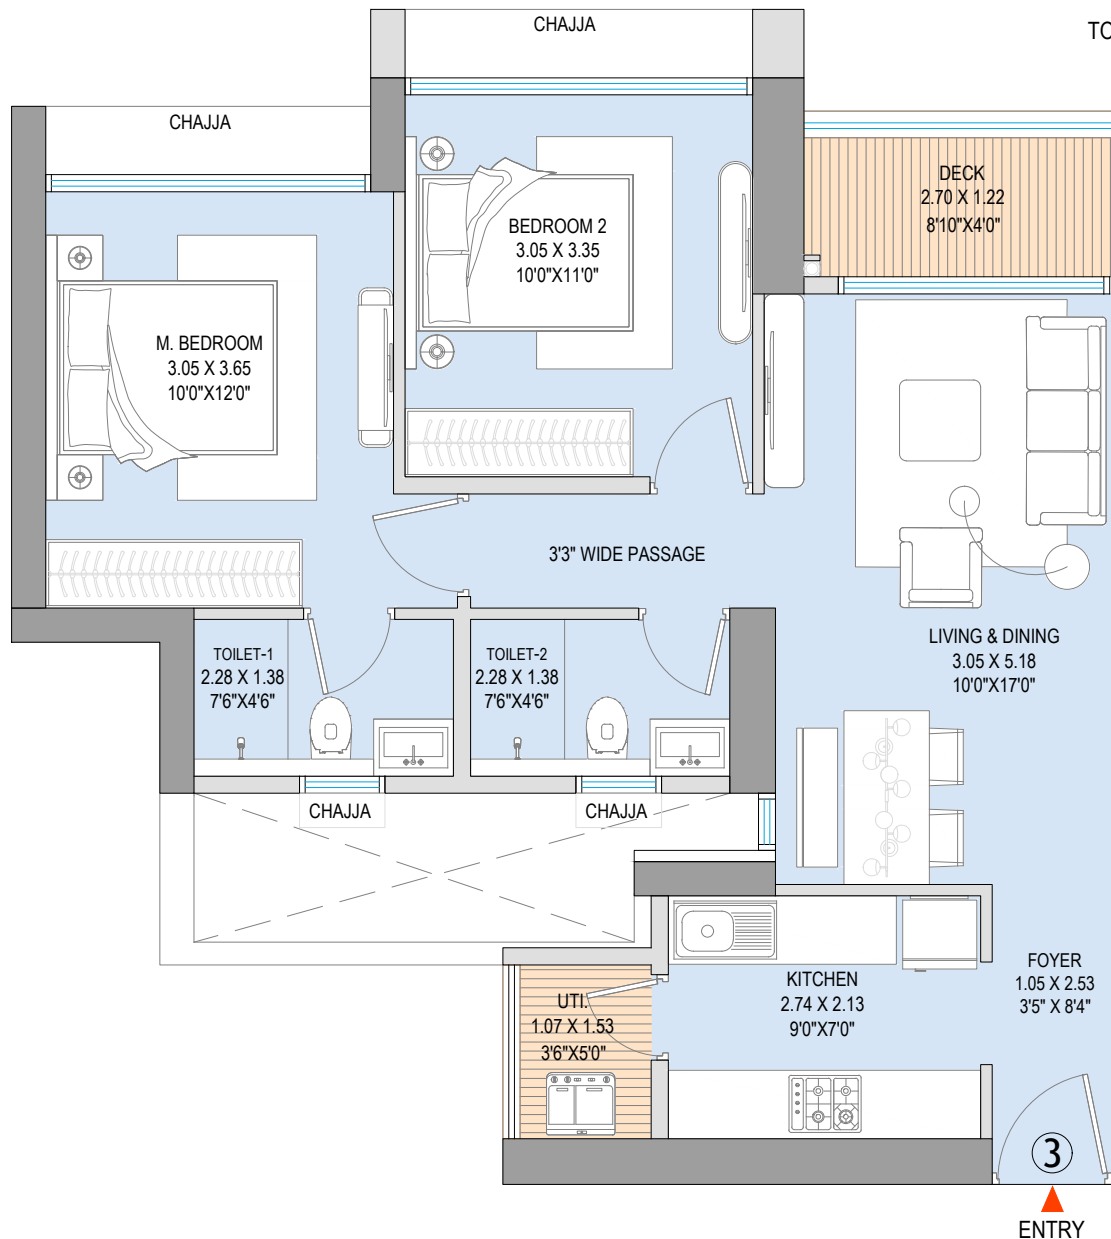 CHAJJA
TO
CHAJJA
DECK
2.70 X 1.22
8'10"X4'0"
BEDROOM 2
3.05 X 3.35
10'0"X11'0"
M. BEDROOM
3.05 X 3.65
10'0"X12'0"
3'3" WIDE PASSAGE
LIVING & DINING
3.05 X 5.18
10'0"X17'0"
TOILET-1
2.28 X 1.38
7'6"X4'6"
TOILET-2
2.28 X 1.38
7'6"X4'6"
CHAJJA
CHAJJA
FOYER
1.05 X 2.53
3'5" X 8'4"
KITCHEN
2.74 X 2.13
9'0"X7'0"
UTI.
1.07 X 1.53
3'6"X5'0"
3
ENTRY